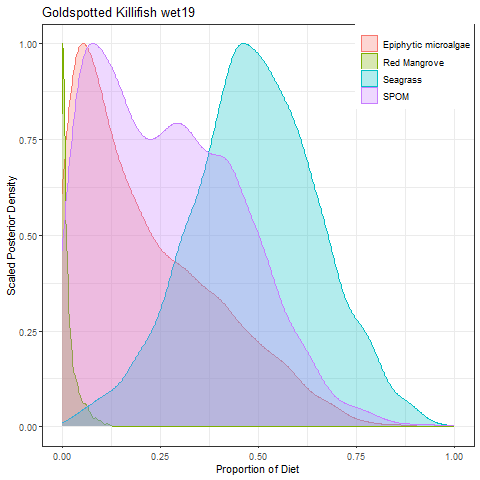 Goldspotted Killifish wet19
Epiphytic microalgae
Red Mangrove
Seagrass
SPOM
1.00
0.75
0.50
0.25
0.00
Scaled Posterior Density
0.00 0.25 0.50 0.75 1.00
Proportion of Diet